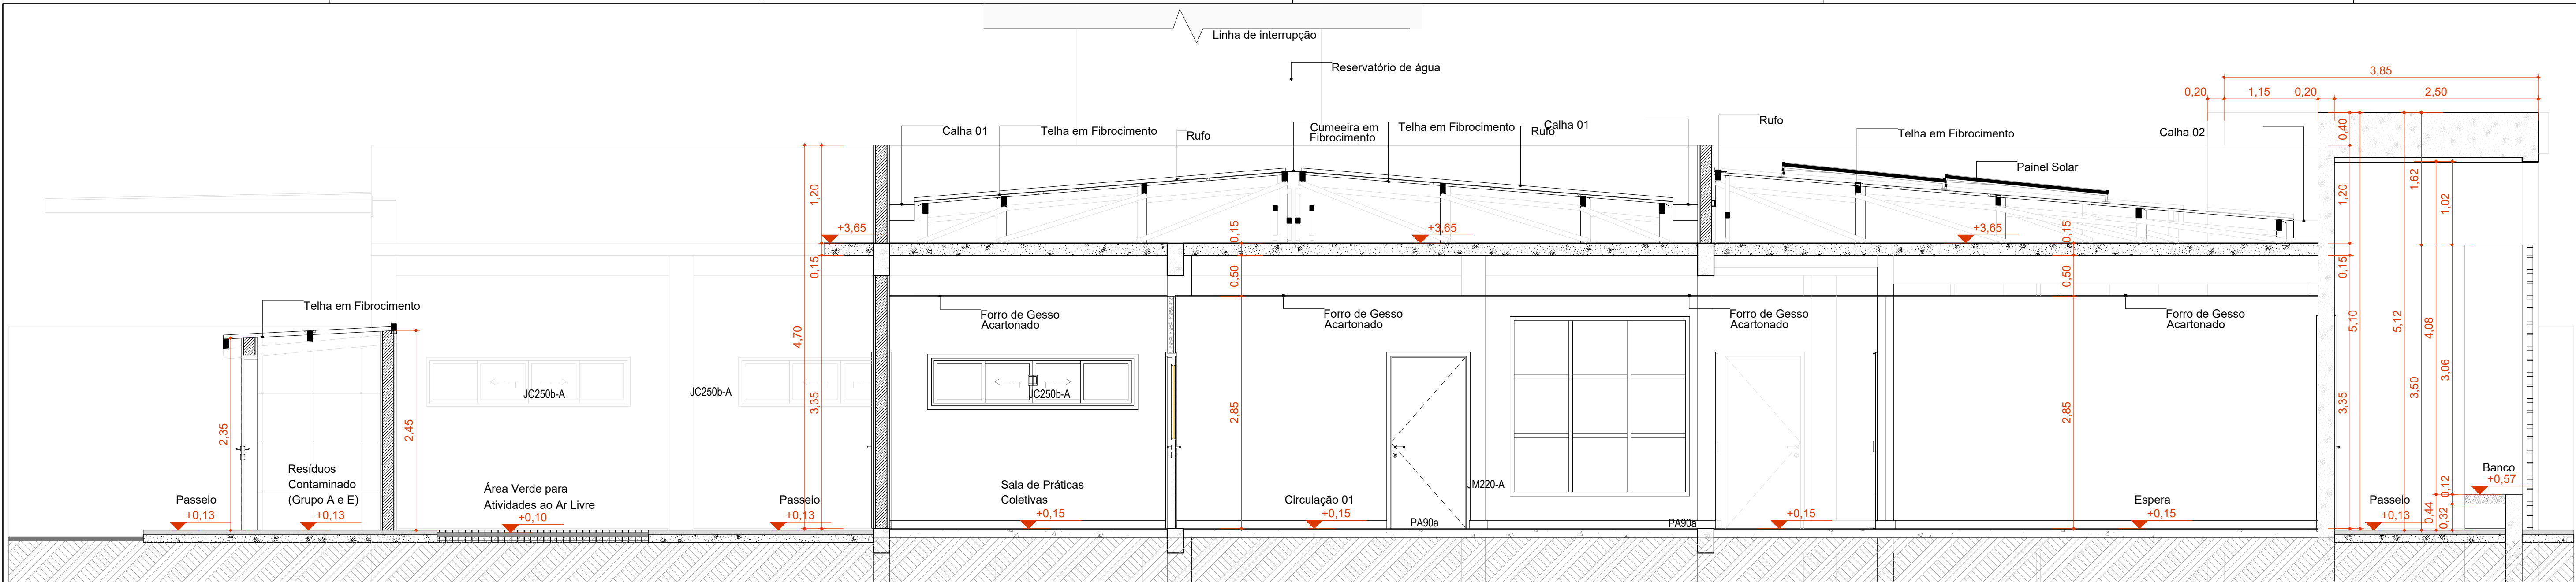 Linha de interrupção
Reservatório de água
3,85
0,20
1,15
0,20
2,50
Calha 01
Telha em Fibrocimento
Rufo
Cumeeira em
Fibrocimento
Telha em Fibrocimento
Rufo
Calha 01
Rufo
Telha em Fibrocimento
Painel Solar
Calha 02
0,40
1,20
1,20
1,62
1,02
+3,65
+3,65
+3,65
0,15
0,15
0,15
0,15
0,50
0,50
Telha em Fibrocimento
Forro de Gesso
Acartonado
Forro de Gesso
Acartonado
Forro de Gesso
Acartonado
Forro de Gesso
Acartonado
4,70
3,35
5,10
5,12
4,08
3,50
3,06
3,35
2,35
2,45
2,85
2,85
JC250b-A
JC250b-A
JC250b-A
Resíduos
Contaminado
(Grupo A e E)
+0,13
Passeio
+0,13
Área Verde para
Atividades ao Ar Livre
+0,10
Passeio
+0,13
Sala de Práticas
Coletivas
+0,15
Circulação 01
+0,15
PA90a
JM220-A
PA90a
+0,15
Espera
+0,15
Passeio
+0,13
0,44
0,32
0,12
Banco
+0,57